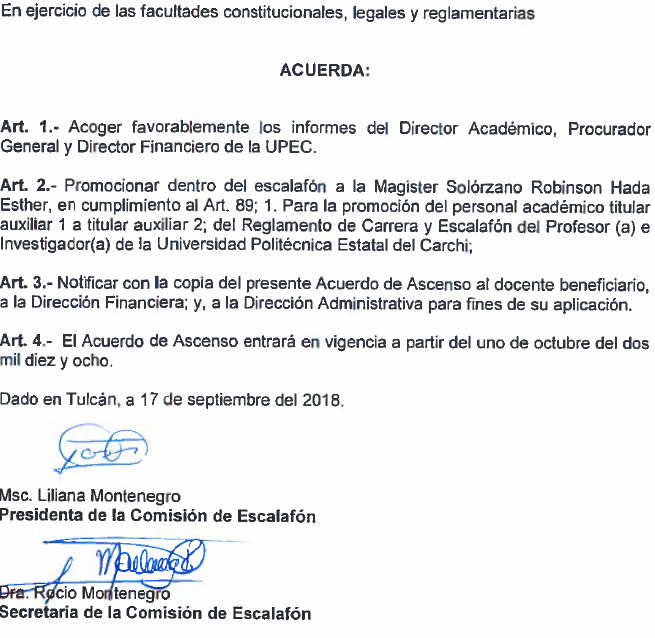 En ejercicio de las facultades constitucionales, legales y reglamentarias
ACUERDA:
Art. 1.- Acoger favorablemente los informes del Director Académico, Procurador
General y Director Financiero de la UPEC.
Art. 2.- Promocionar dentro del escalafón a la Magister Solórzano Robinson Hada
Esther, en cumplimiento al Art. 89; 1. Para la promoción del personal académico titular
auxiliar 1 a titular auxiliar 2; del Reglamento de Carrera y Escalafón del Profesor (a) e
Investigador(a) de la Universidad Politécnica Estatal del Carchi;
Art. 3.- Notificar con la copia del presente Acuerdo de Ascenso al docente beneficiario,
a la Dirección Financiera; y, a la Dirección Administrativa para fines de su aplicación.
Art. 4.- El Acuerdo de Ascenso entrará en vigencia a partir del uno de octubre del dos
mil diez y ocho.
Dado en Tulcán, a 17 de septiembre del 2018.
Msc. Liliana Montenegro
Presidenta de la Comisión de Escalafón
Dra. Rocio Montenegro
Secretaria de la Comisión de Escalafón